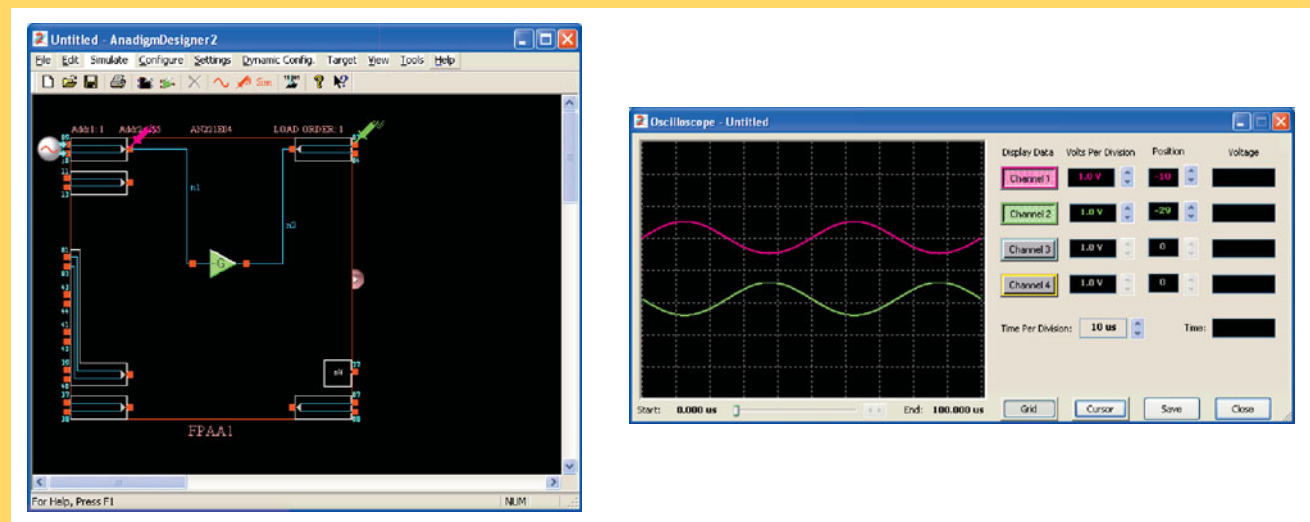 Untitled - AnadigmDesigner2
File Edit Simulate Configure Settings Dynamic Config. Target View Tools Help
Sim
Addr1: 1 AN221E04 LOAD ORDER: 1
n1
n3
-G
FPAA1
For Help, Press F1 NUM
Oscilloscope - Untitled
Display Data Volts Per Division Position Voltage
Channel 1 1.0 V -10
Channel 2 1.0 V -29
Channel 3 1.0 V 0
Channel 4 1.0 V 0
Time Per Division: 10 us Time:
Start: 0.000 us End: 100.000 us Grid Cursor Save Close